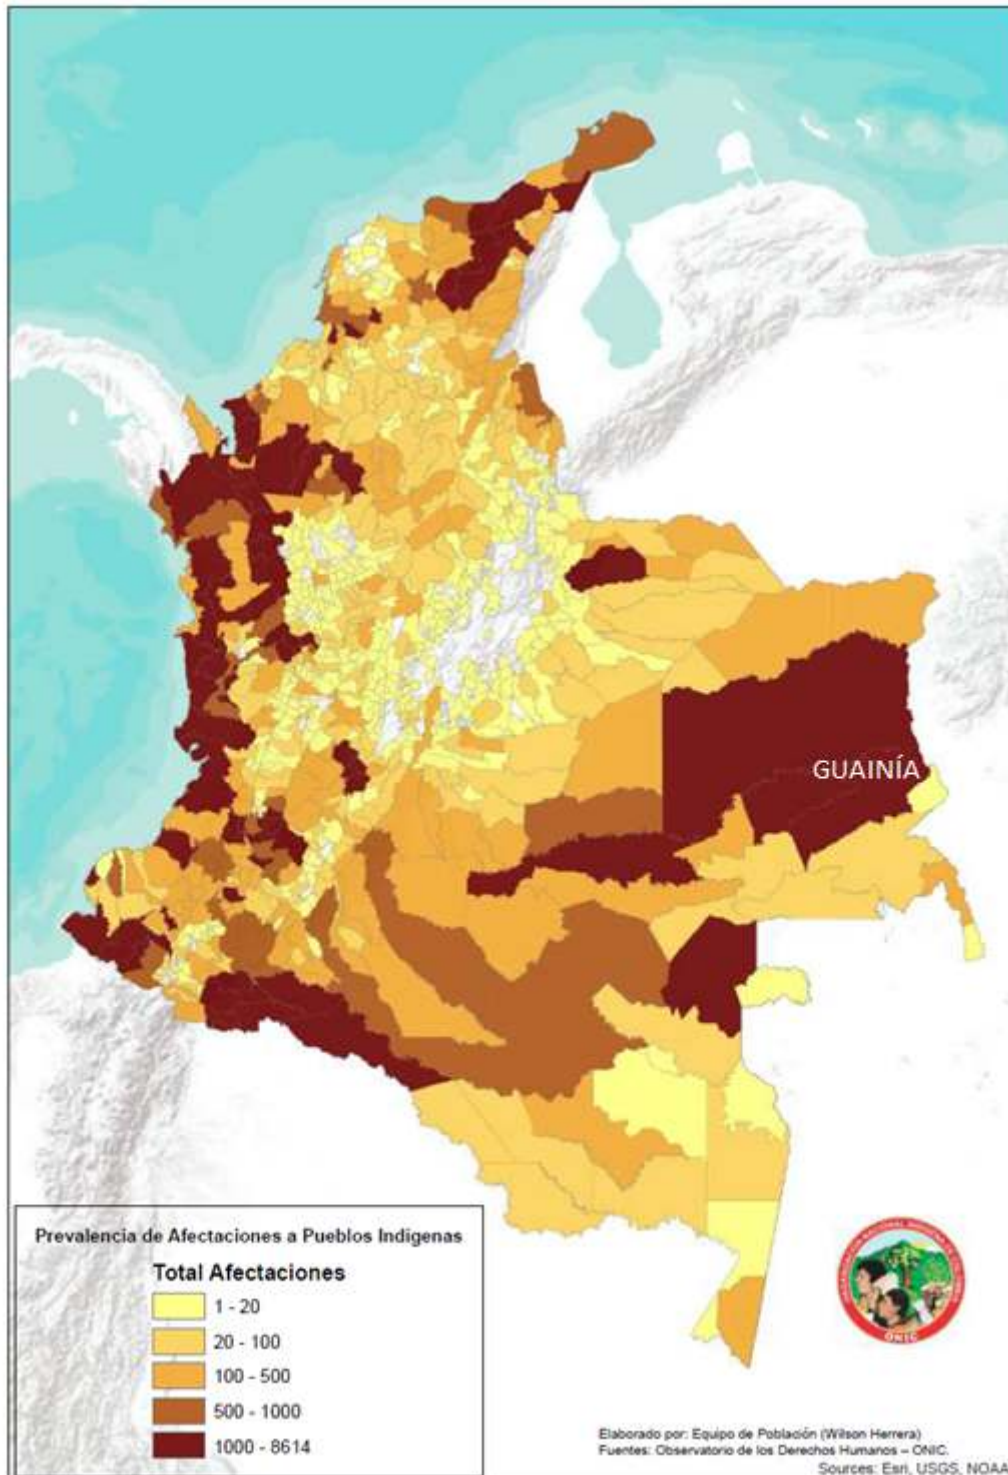 GUAINÍA
Prevalencia de Afectaciones a Pueblos Indigenas
Total Afectaciones
1 - 20
20 - 100
100 - 500
500 - 1000
1000 - 8614
ONIC
Elaborado por: Equipo de Población (Wilson Herrera)
Fuentes: Observatorio de los Derechos Humanos – ONIC.
Sources: Esri, USGS, NOAA